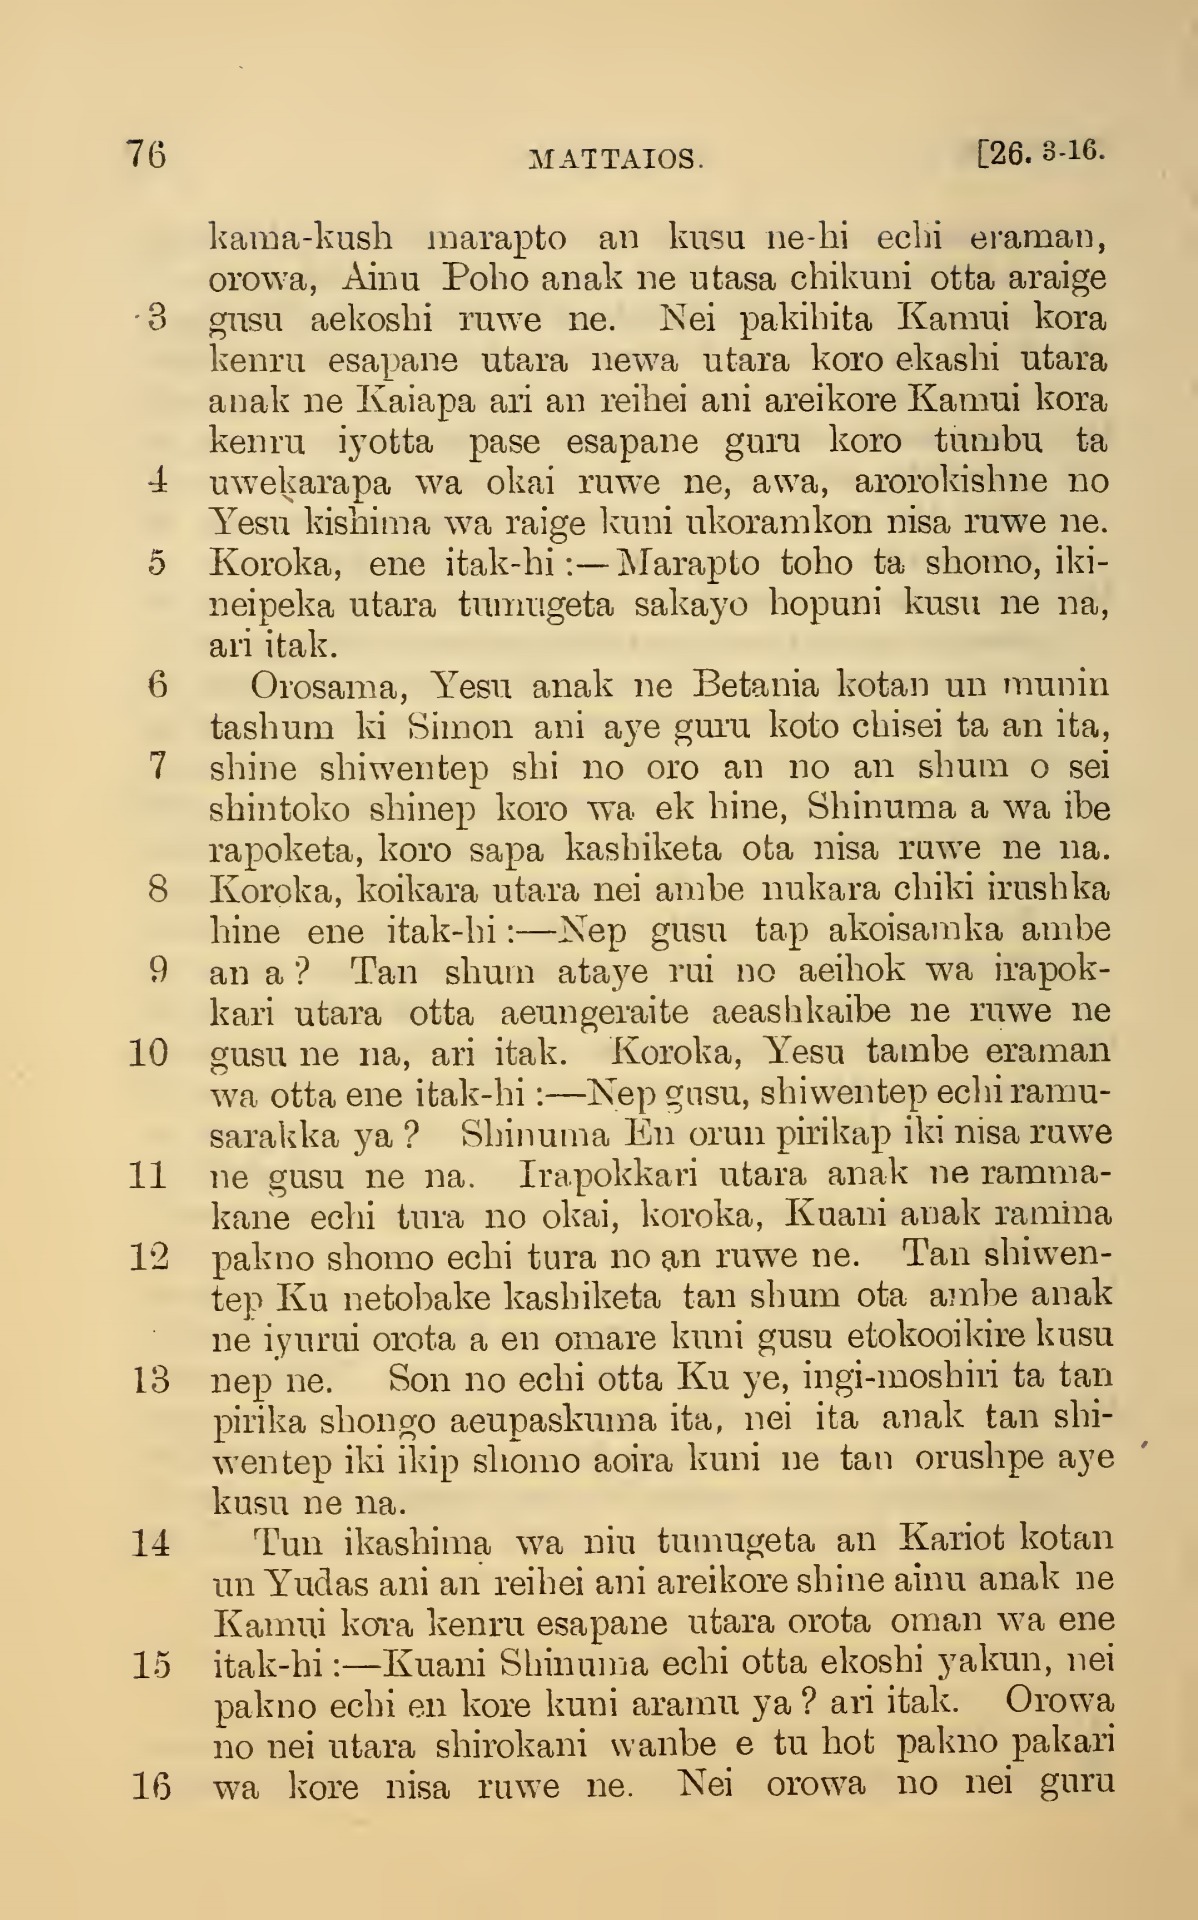 76 MATTAIOS. [26. 3-16.
kama-kush marapto an kusu ne-hi echi eraman,
orowa, Ainu Poho anak ne utasa chikuni otta araige
3 gusu aekoshi ruwe ne. Nei pakihita Kamui kora
kenru esapane utara newa utara koro ekashi utara
anak ne Kaiapa ari an reihei ani areikore Kamui kora
kenru iyotta pase esapane guru koro tumbu ta
4 uwekarapa wa okai ruwe ne, awa, arorokishne no
Yesu kishima wa raige kuni ukoramkon nisa ruwe ne.
5 Koroka, ene itak-hi :— Marapto toho ta shomo, iki-
neipeka utara tumugeta sakayo hopuni kusu ne na,
ari itak.
6 Orosama, Yesu anak ne Betania kotan un munin
tashum ki Simon ani aye guru koto chisei ta an ita,
7 shine shiwentep shi no oro an no an shum o sei
shintoko shinep koro wa ek hine, Shinuma a wa ibe
rapoketa, koro sapa kashiketa ota nisa ruwe ne na.
8 Koroka, koikara utara nei ambe nukara chiki irushka
hine ene itak-hi :—Nep gusu tap akoisamka ambe
9 an a ? Tan shum ataye rui no aeihok wa irapok-
kari utara otta aeungeraite aeashkaibe ne ruwe ne
10 gusu ne na, ari itak. Koroka, Yesu tambe eraman
wa otta ene itak-hi :—Nep gusu, shiwentep echi ramu-
sarakka ya ? Shinuma En orun pirikap iki nisa ruwe
11 ne gusu ne na. Irapokkari utara anak ne ramma-
kane echi tura no okai, koroka, Kuani anak ramma
12 pakno shomo echi tura no an ruwe ne. Tan shiwen-
tep Ku netobake kashiketa tan shum ota ambe anak
ne iyurui orota a en omare kuni gusu etokooikire kusu
13 nep ne. Son no echi otta Ku ye, ingi-moshiri ta tan
pirika shongo aeupaskuma ita, nei ita anak tan shi-
wentep iki ikip shomo aoira kuni ne tan orushpe aye
kusu ne na.
14 Tun ikashima wa niu tumugeta an Kariot kotan
un Yudas ani an reihei ani areikore shine ainu anak ne
Kamui kora kenru esapane utara orota oman wa ene
15 itak-hi :—Kuani Shinuma echi otta ekoshi yakun, nei
pakno echi en kore kuni aramu ya ? ari itak. Orowa
no nei utara shirokani wanbe e tu hot pakno pakari
16 wa kore nisa ruwe ne. Nei orowa no nei guru